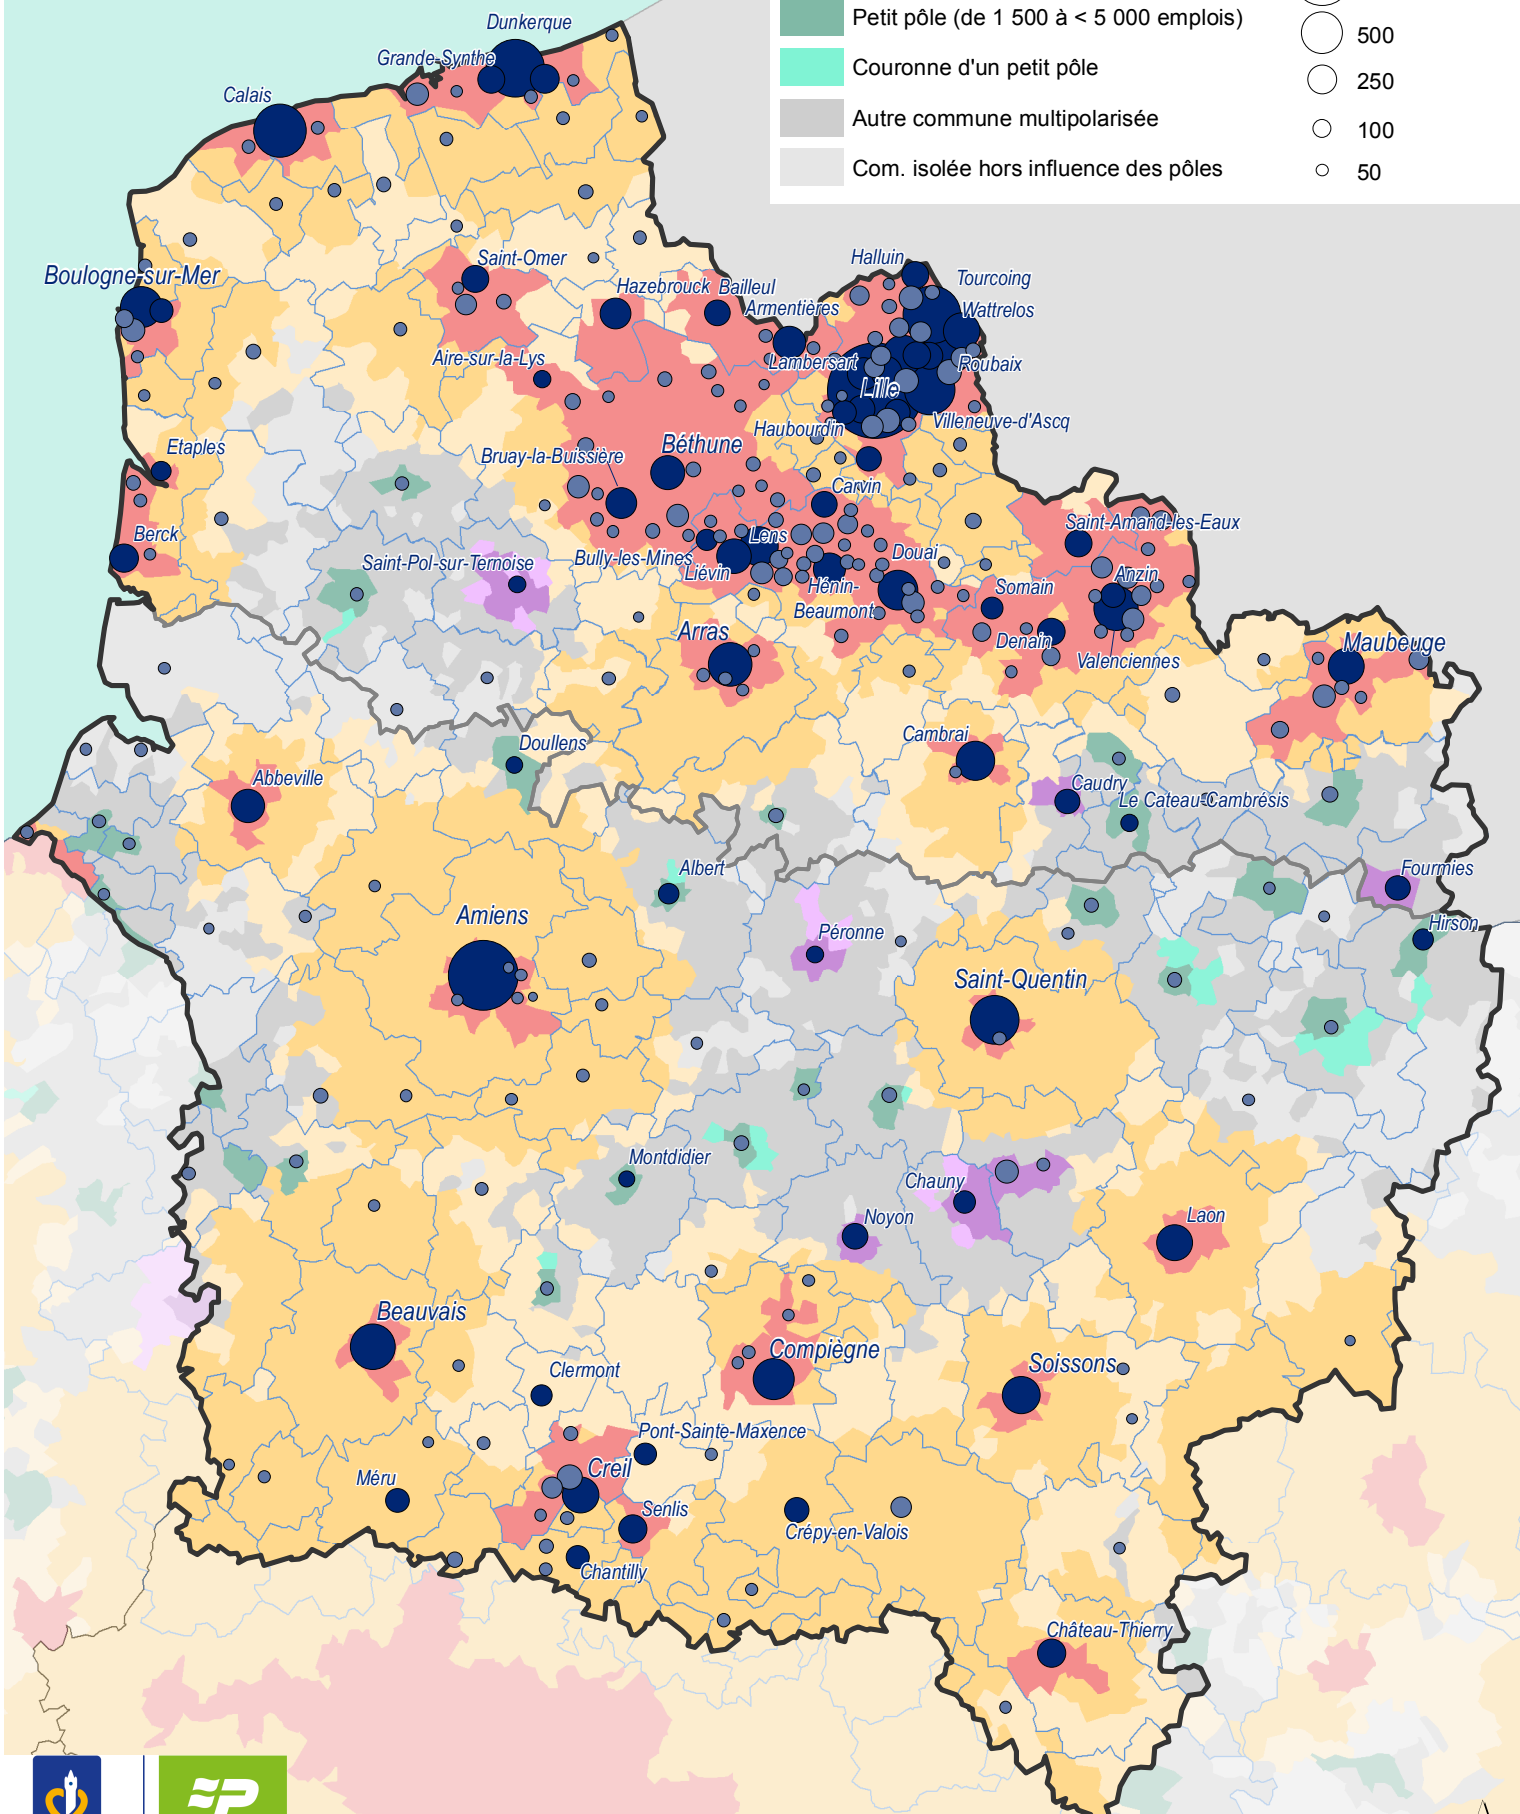 Petit pôle (de 1 500 à < 5 000 emplois)
Couronne d'un petit pôle
Autre commune multipolarisée
Com. isolée hors influence des pôles
500
250
100
50
Dunkerque
Grande-Synthe
Calais
Saint-Omer
Boulogne-sur-Mer
Hazebrouck
Bailleul
Halluin
Tourcoing
Armentières
Wattrelos
Aire-sur-la-Lys
Lambersart
Roubaix
Lille
Haubourdin
Villeneuve-d'Ascq
Etaples
Bruay-la-Buissière
Béthune
Carvin
Berck
Saint-Amand-les-Eaux
Saint-Pol-sur-Ternoise
Bully-les-Mines
Lens
Liévin
Douai
Anzin
Hénin-
Beaumont
Somain
Arras
Denain
Valenciennes
Maubeuge
Doullens
Cambrai
Abbeville
Caudry
Le Cateau-Cambrésis
Albert
Fourmies
Amiens
Péronne
Hirson
Saint-Quentin
Montdidier
Chauny
Noyon
Laon
Beauvais
Compiègne
Soissons
Clermont
Pont-Sainte-Maxence
Creil
Méru
Senlis
Crépy-en-Valois
Chantilly
Château-Thierry